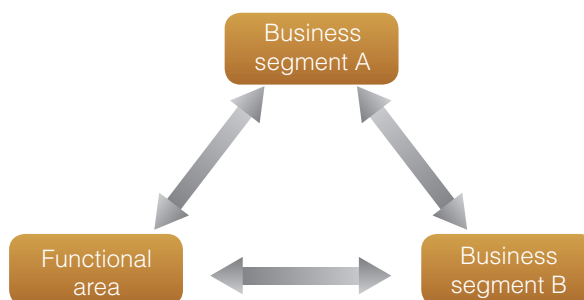 Business
segment A
Functional
area
Business
segment B